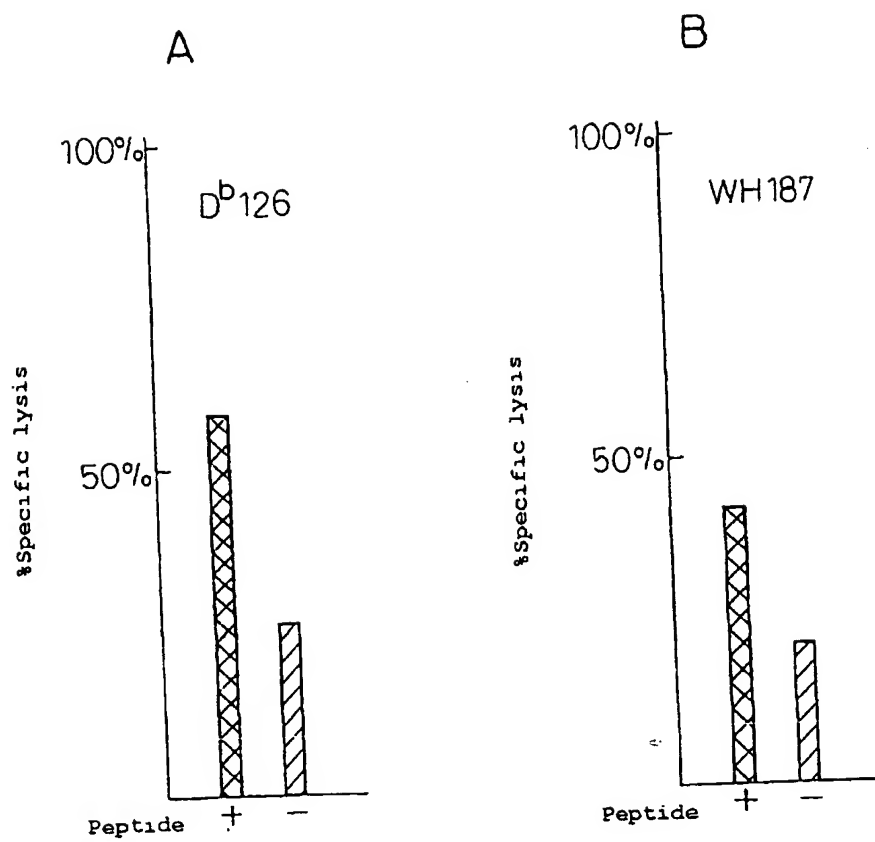 A
100%
D^b126
50%
%Specific lysis
Peptide + −
B
100%
WH187
50%
%Specific lysis
Peptide + −